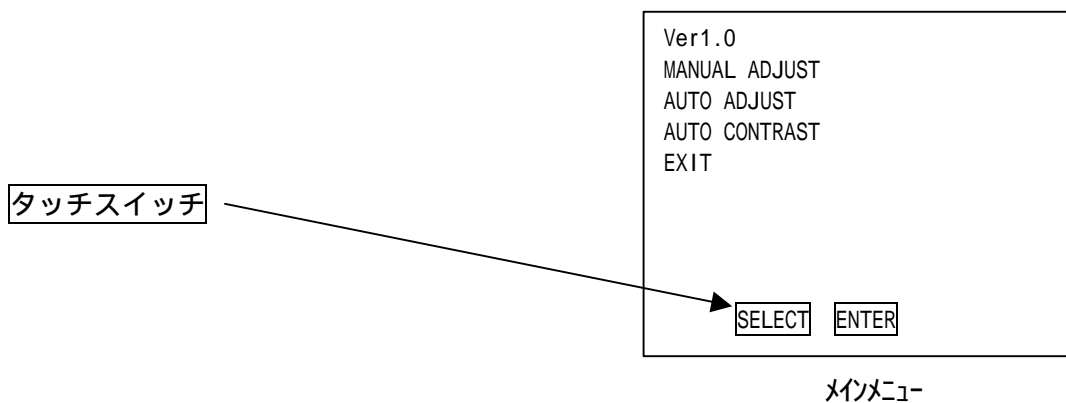 Ver1.0
MANUAL ADJUST
AUTO ADJUST
AUTO CONTRAST
EXIT
タッチスイッチ
SELECT ENTER
メインメニュー